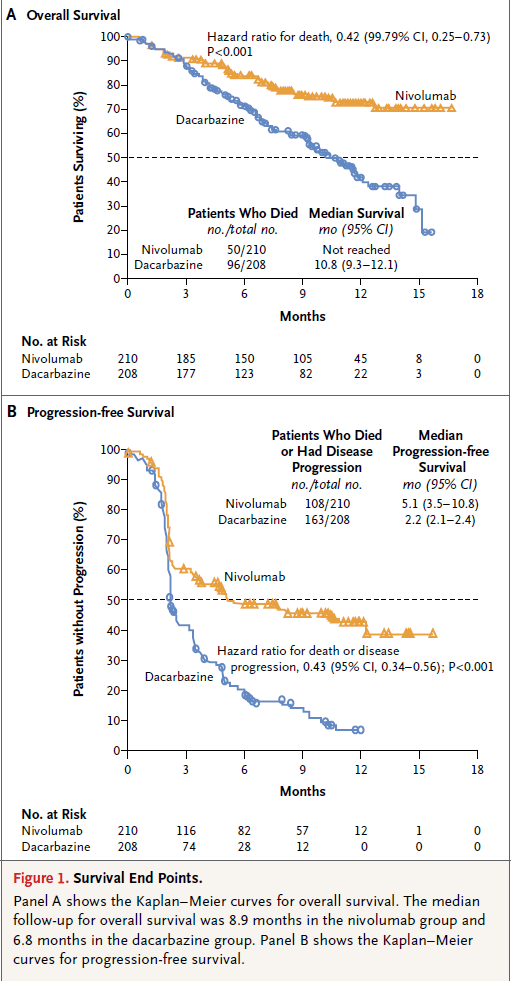 A Overall Survival
Hazard ratio for death, 0.42 (99.79% CI, 0.25–0.73)
P<0.001
Patients Surviving (%)
100
90
80
70
60
50
40
30
20
10
0
Nivolumab
Dacarbazine
Patients Who Died Median Survival
no./total no. mo (95% CI)
Nivolumab 50/210 Not reached
Dacarbazine 96/208 10.8 (9.3–12.1)
0 3 6 9 12 15 18
Months
No. at Risk
Nivolumab 210 185 150 105 45 8 0
Dacarbazine 208 177 123 82 22 3 0
B Progression-free Survival
Patients without Progression (%)
100
90
80
70
60
50
40
30
20
10
0
Patients Who Died Median
or Had Disease Progression-free
Progression Survival
no./total no. mo (95% CI)
Nivolumab 108/210 5.1 (3.5–10.8)
Dacarbazine 163/208 2.2 (2.1–2.4)
Nivolumab
Hazard ratio for death or disease
progression, 0.43 (95% CI, 0.34–0.56); P<0.001
Dacarbazine
0 3 6 9 12 15 18
Months
No. at Risk
Nivolumab 210 116 82 57 12 1 0
Dacarbazine 208 74 28 12 0 0 0
Figure 1. Survival End Points.
Panel A shows the Kaplan–Meier curves for overall survival. The median
follow-up for overall survival was 8.9 months in the nivolumab group and
6.8 months in the dacarbazine group. Panel B shows the Kaplan–Meier
curves for progression-free survival.